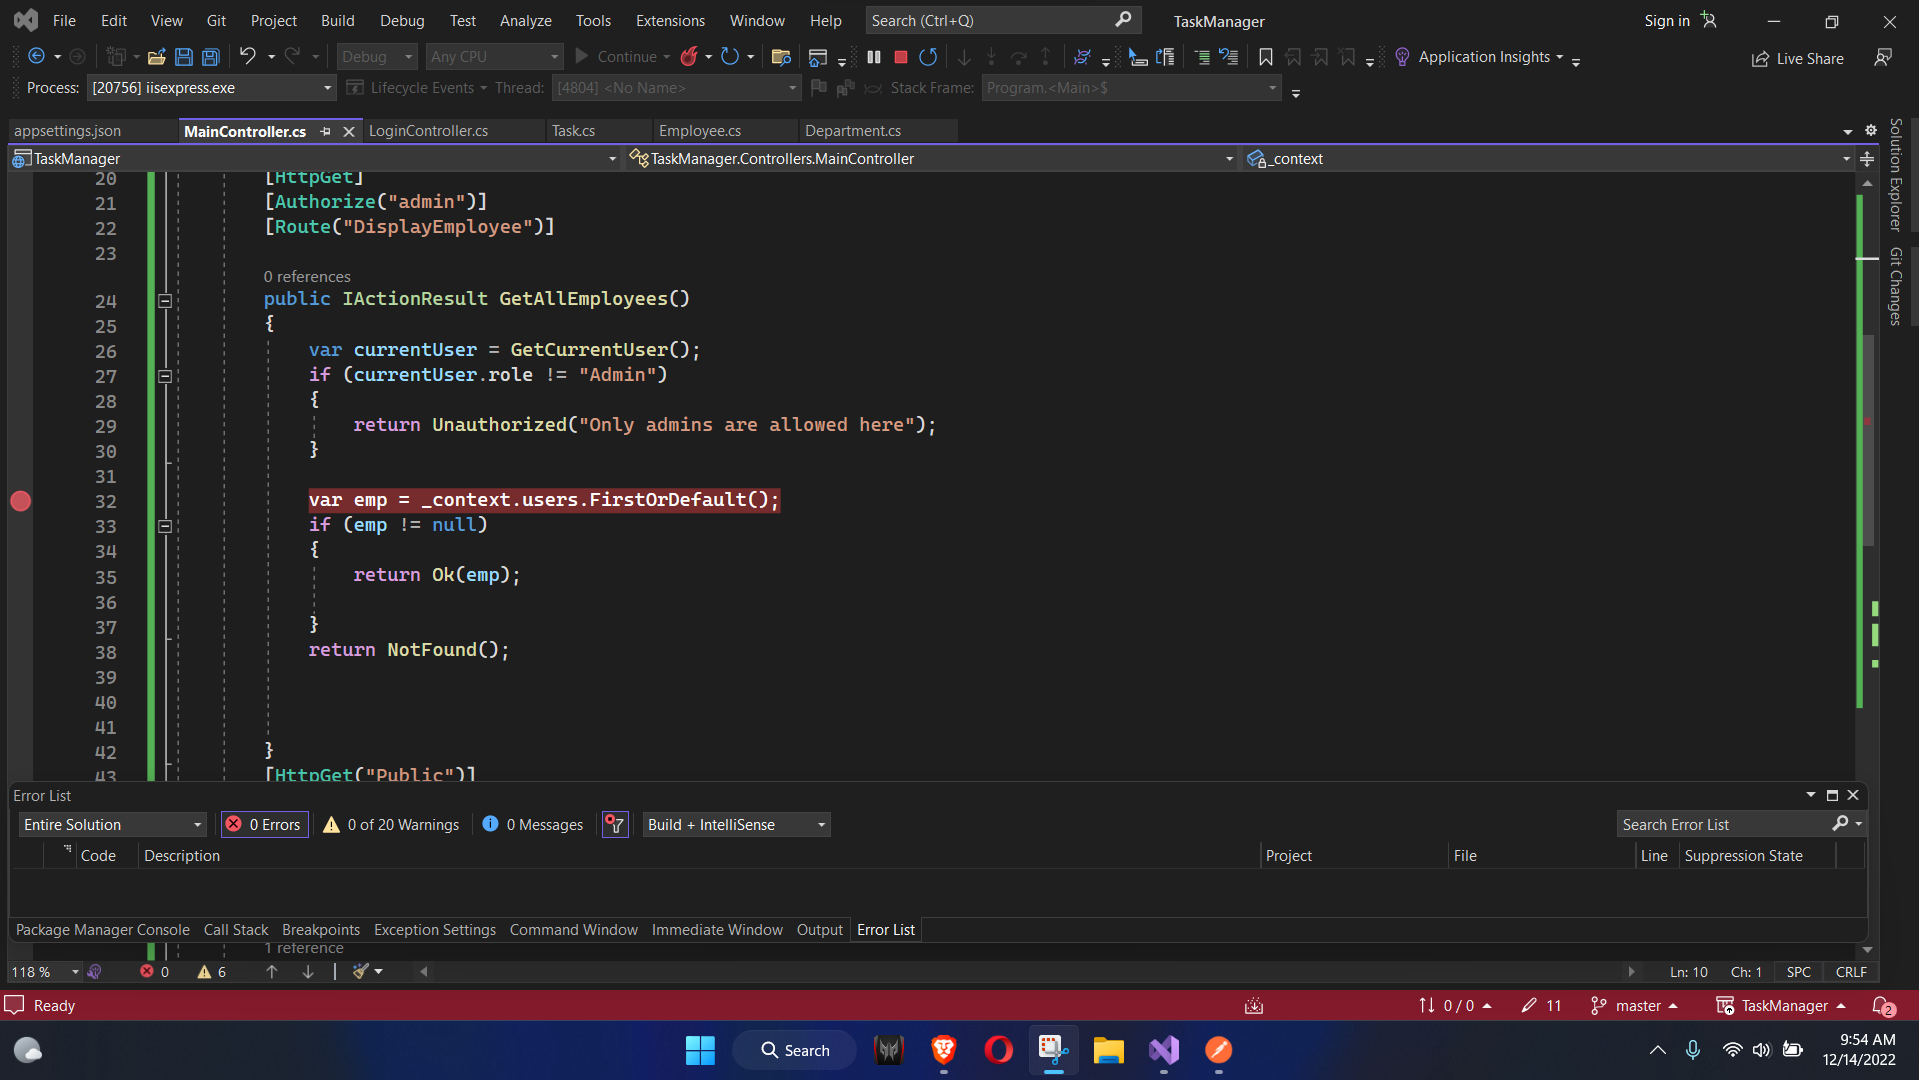 File Edit View Git Project Build Debug Test Analyze Tools Extensions Window Help Search (Ctrl+Q) TaskManager Sign in
Debug Any CPU Continue Application Insights Live Share
Process: [20756] iisexpress.exe Lifecycle Events Thread: [4804] <No Name> Stack Frame: Program.<Main>$
appsettings.json MainController.cs LoginController.cs Task.cs Employee.cs Department.cs
TaskManager TaskManager.Controllers.MainController _context
Solution Explorer
Git Changes
20 [HttpGet]
21 [Authorize("admin")]
22 [Route("DisplayEmployee")]
23
0 references
24 public IActionResult GetAllEmployees()
25 {
26 var currentUser = GetCurrentUser();
27 if (currentUser.role != "Admin")
28 {
29 return Unauthorized("Only admins are allowed here");
30 }
31
32 var emp = _context.users.FirstOrDefault();
33 if (emp != null)
34 {
35 return Ok(emp);
36
37 }
38 return NotFound();
39
40
41
42 }
43 [HttpGet("Public")]
Error List
Entire Solution 0 Errors 0 of 20 Warnings 0 Messages Build + IntelliSense Search Error List
Code Description Project File Line Suppression State
Package Manager Console Call Stack Breakpoints Exception Settings Command Window Immediate Window Output Error List
1 reference
118 % 0 6 Ln: 10 Ch: 1 SPC CRLF
Ready 0 / 0 11 master TaskManager 2
Search
9:54 AM
12/14/2022